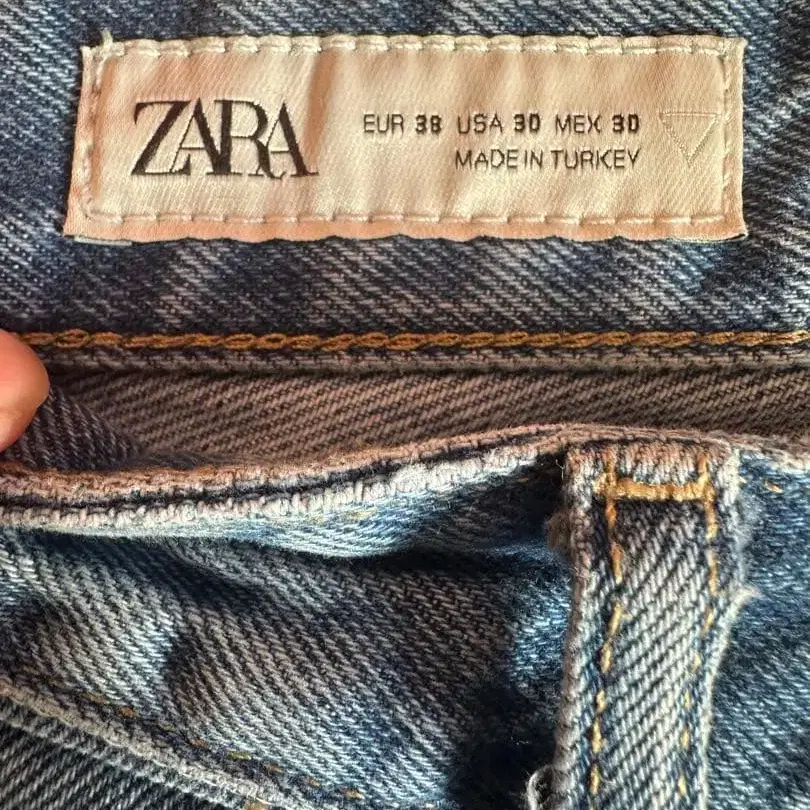 ZARA
EUR 38 USA 30 MEX 30
MADE IN TURKEY